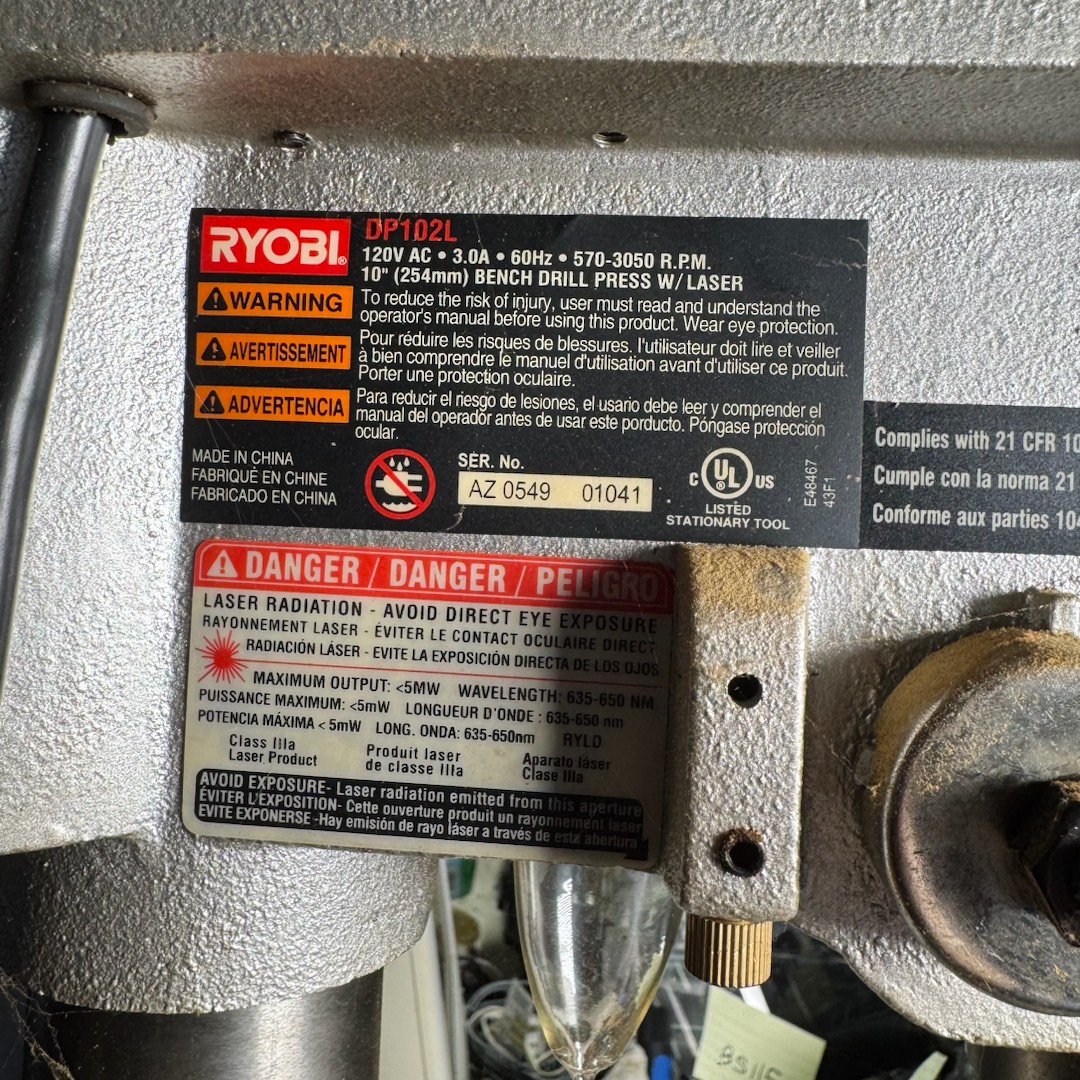 RYOBI®
DP102L
120V AC • 3.0A • 60Hz • 570-3050 R.P.M.
10" (254mm) BENCH DRILL PRESS W/ LASER
WARNING
To reduce the risk of injury, user must read and understand the
operator's manual before using this product. Wear eye protection.
AVERTISSEMENT
Pour réduire les risques de blessures. l'utilisateur doit lire et veiller
à bien comprendre le manuel d'utilisation avant d'utiliser ce produit.
Porter une protection oculaire.
ADVERTENCIA
Para reducir el riesgo de lesiones, el usario debe leer y comprender el
manual del operador antes de usar este porducto. Póngase protección
ocular.
MADE IN CHINA
FABRIQUÉ EN CHINE
FABRICADO EN CHINA
SER. No.
AZ 0549 01041
C UL ® US
LISTED
STATIONARY TOOL
E48467
43F1
Complies with 21 CFR 10
Cumple con la norma 21
Conforme aux parties 104
DANGER / DANGER / PELIGRO
LASER RADIATION - AVOID DIRECT EYE EXPOSURE
RAYONNEMENT LASER - ÉVITER LE CONTACT OCULAIRE DIRECT
RADIACIÓN LÁSER - EVITE LA EXPOSICIÓN DIRECTA DE LOS OJOS
MAXIMUM OUTPUT: <5MW WAVELENGTH: 635-650 NM
PUISSANCE MAXIMUM: <5mW LONGUEUR D'ONDE : 635-650 nm
POTENCIA MÁXIMA < 5mW LONG. ONDA: 635-650nm RYLD
Class IIIa
Laser Product
Produit laser
de classe IIIa
Aparato láser
Clase IIIa
AVOID EXPOSURE- Laser radiation emitted from this aperture
ÉVITER L'EXPOSITION- Cette ouverture produit un rayonnement laser
EVITE EXPONERSE -Hay emisión de rayo láser a través de esta abertura